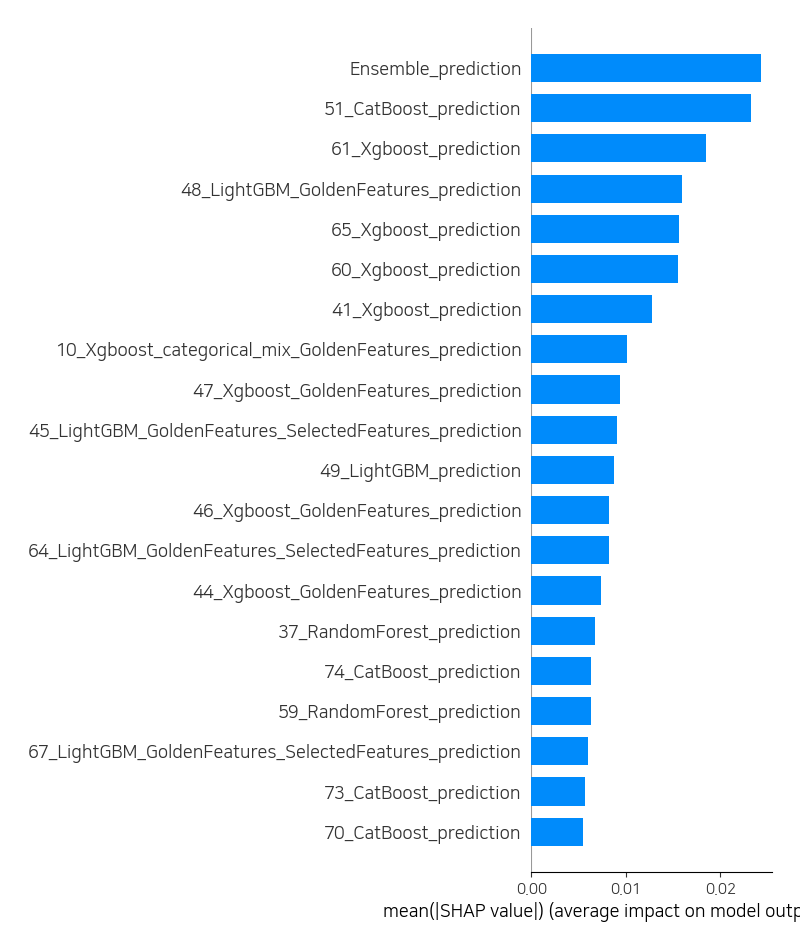 Ensemble_prediction
51_CatBoost_prediction
61_Xgboost_prediction
48_LightGBM_GoldenFeatures_prediction
65_Xgboost_prediction
60_Xgboost_prediction
41_Xgboost_prediction
10_Xgboost_categorical_mix_GoldenFeatures_prediction
47_Xgboost_GoldenFeatures_prediction
45_LightGBM_GoldenFeatures_SelectedFeatures_prediction
49_LightGBM_prediction
46_Xgboost_GoldenFeatures_prediction
64_LightGBM_GoldenFeatures_SelectedFeatures_prediction
44_Xgboost_GoldenFeatures_prediction
37_RandomForest_prediction
74_CatBoost_prediction
59_RandomForest_prediction
67_LightGBM_GoldenFeatures_SelectedFeatures_prediction
73_CatBoost_prediction
70_CatBoost_prediction
0.00 0.01 0.02
mean(|SHAP value|) (average impact on model outp